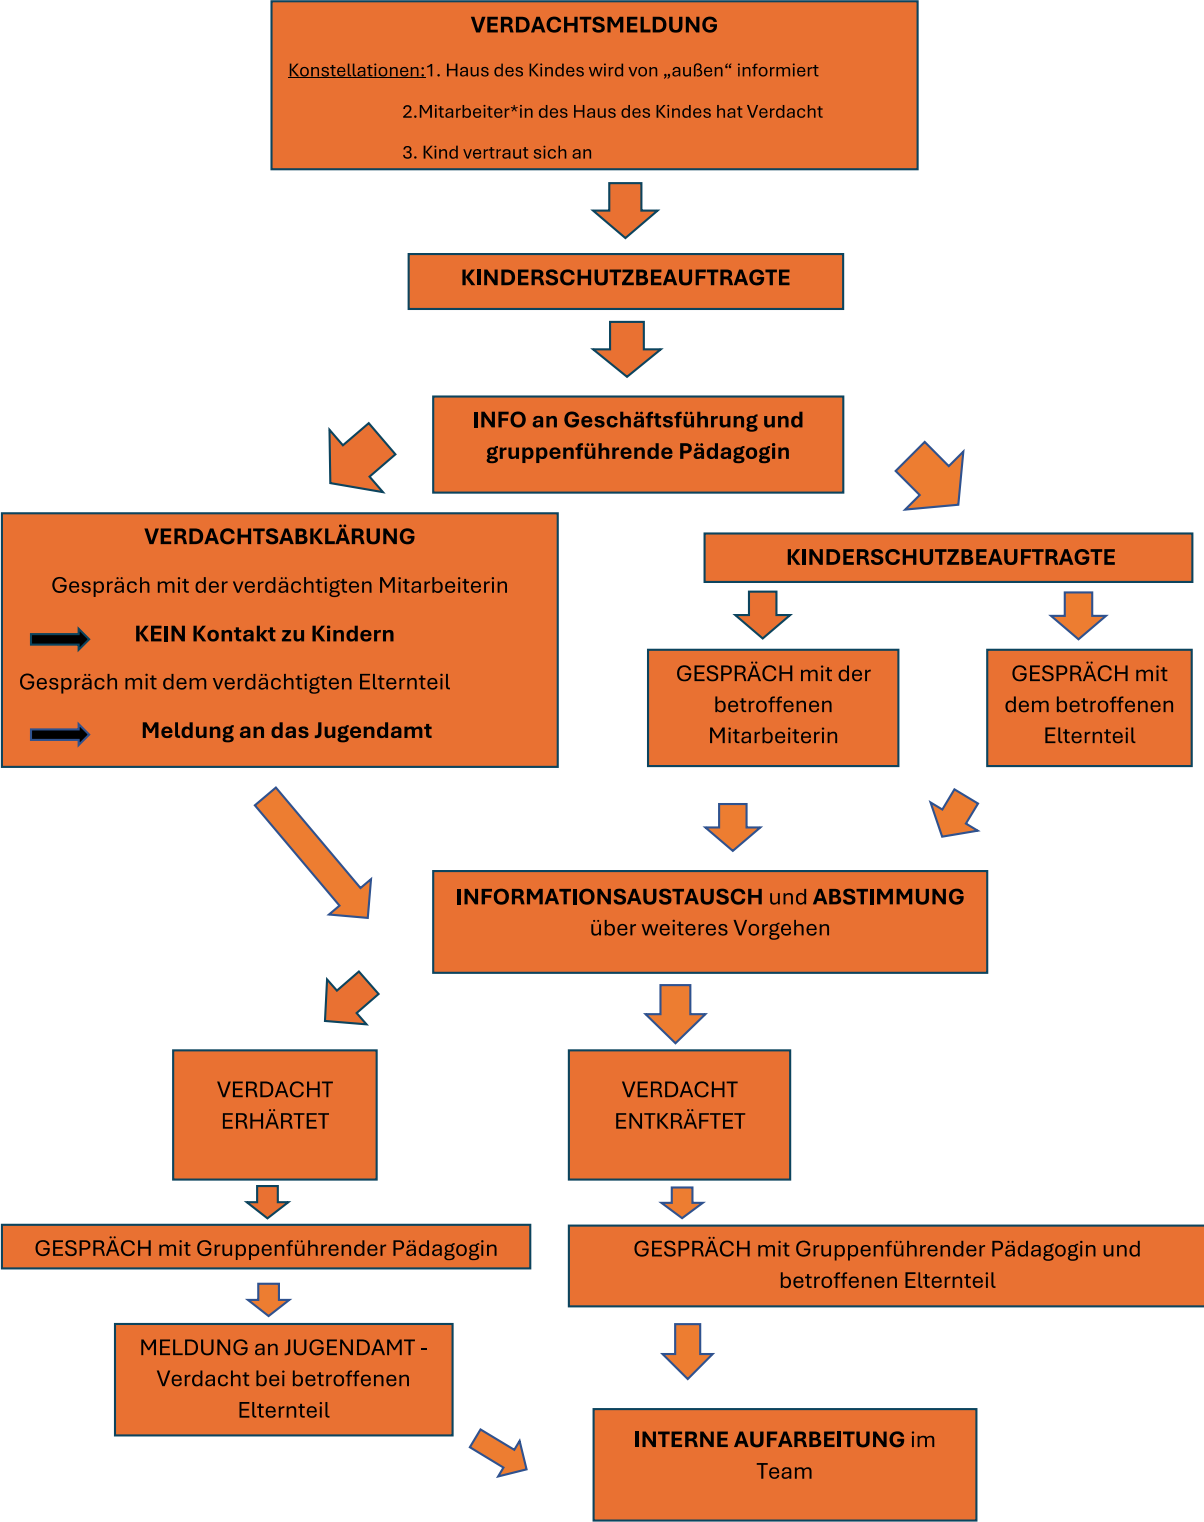 VERDACHTSMELDUNG
Konstellationen:1. Haus des Kindes wird von „außen“ informiert
2.Mitarbeiter*in des Haus des Kindes hat Verdacht
3. Kind vertraut sich an
KINDERSCHUTZBEAUFTRAGTE
INFO an Geschäftsführung und
gruppenführende Pädagogin
VERDACHTSABKLÄRUNG
Gespräch mit der verdächtigten Mitarbeiterin
KEIN Kontakt zu Kindern
Gespräch mit dem verdächtigten Elternteil
Meldung an das Jugendamt
KINDERSCHUTZBEAUFTRAGTE
GESPRÄCH mit der
betroffenen
Mitarbeiterin
GESPRÄCH mit
dem betroffenen
Elternteil
INFORMATIONSAUSTAUSCH und ABSTIMMUNG
über weiteres Vorgehen
VERDACHT
ERHÄRTET
VERDACHT
ENTKRÄFTET
GESPRÄCH mit Gruppenführender Pädagogin
GESPRÄCH mit Gruppenführender Pädagogin und
betroffenen Elternteil
MELDUNG an JUGENDAMT -
Verdacht bei betroffenen
Elternteil
INTERNE AUFARBEITUNG im
Team